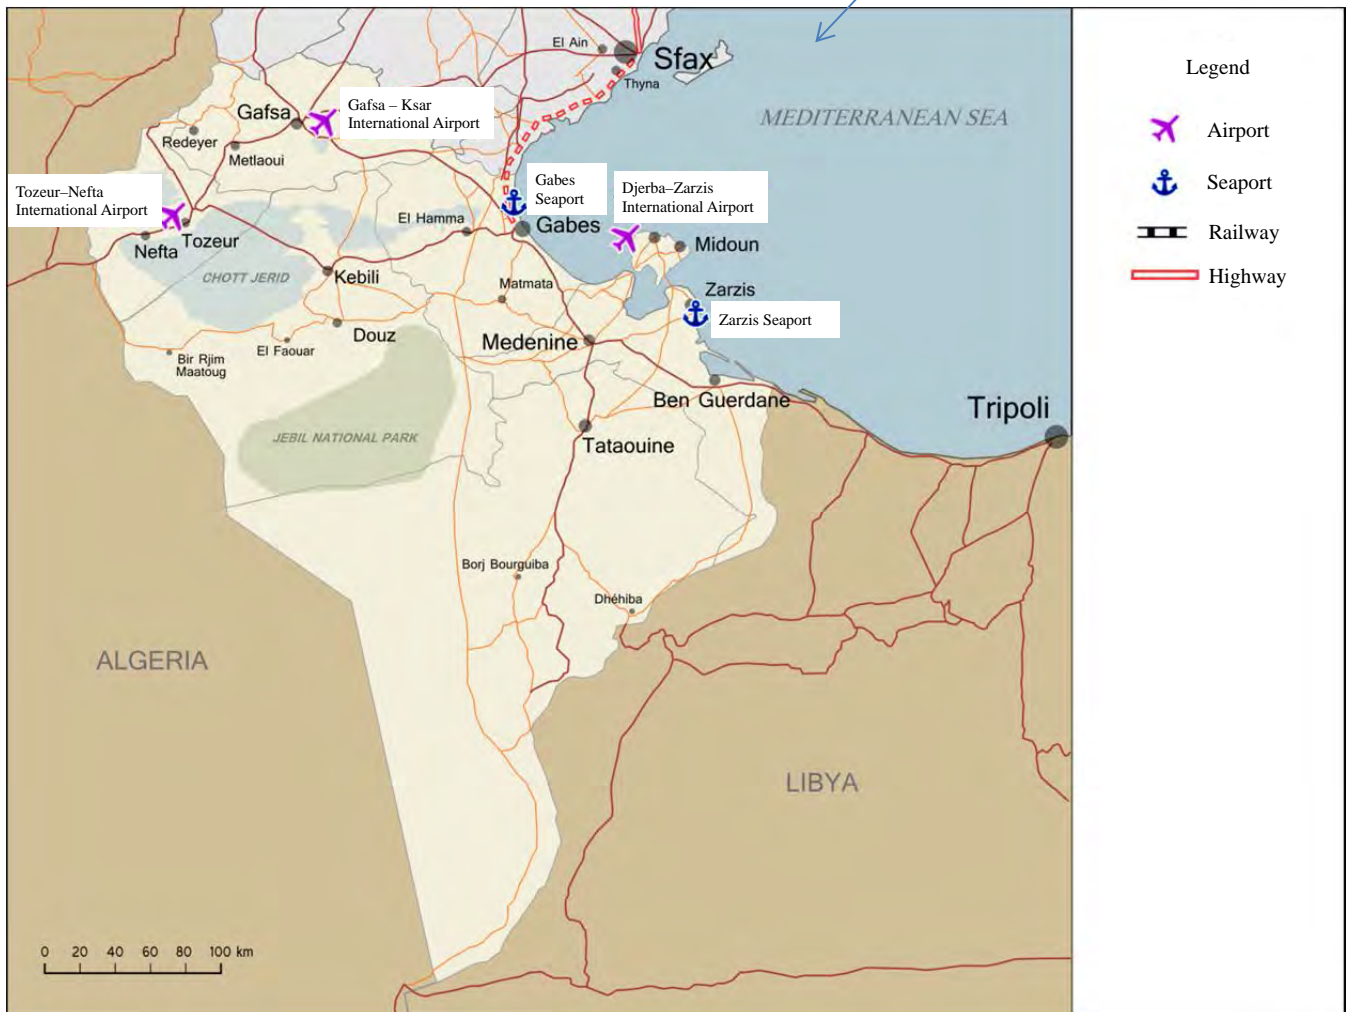 El Ain
Sfax
Thyna
Legend
MEDITERRANEAN SEA
Airport
Seaport
Railway
Highway
Gafsa
Gafsa – Ksar
International Airport
Redeyer
Metlaoui
Tozeur–Nefta
International Airport
Gabes
Seaport
Djerba–Zarzis
International Airport
El Hamma
Gabes
Midoun
Nefta
Tozeur
CHOTT JERID
Kebili
Matmata
Zarzis
Zarzis Seaport
Douz
Medenine
El Faouar
Bir Rjim
Maatoug
Ben Guerdane
Tripoli
JEBIL NATIONAL PARK
Tataouine
Borj Bourguiba
Dhéhiba
ALGERIA
LIBYA
0 20 40 60 80 100 km